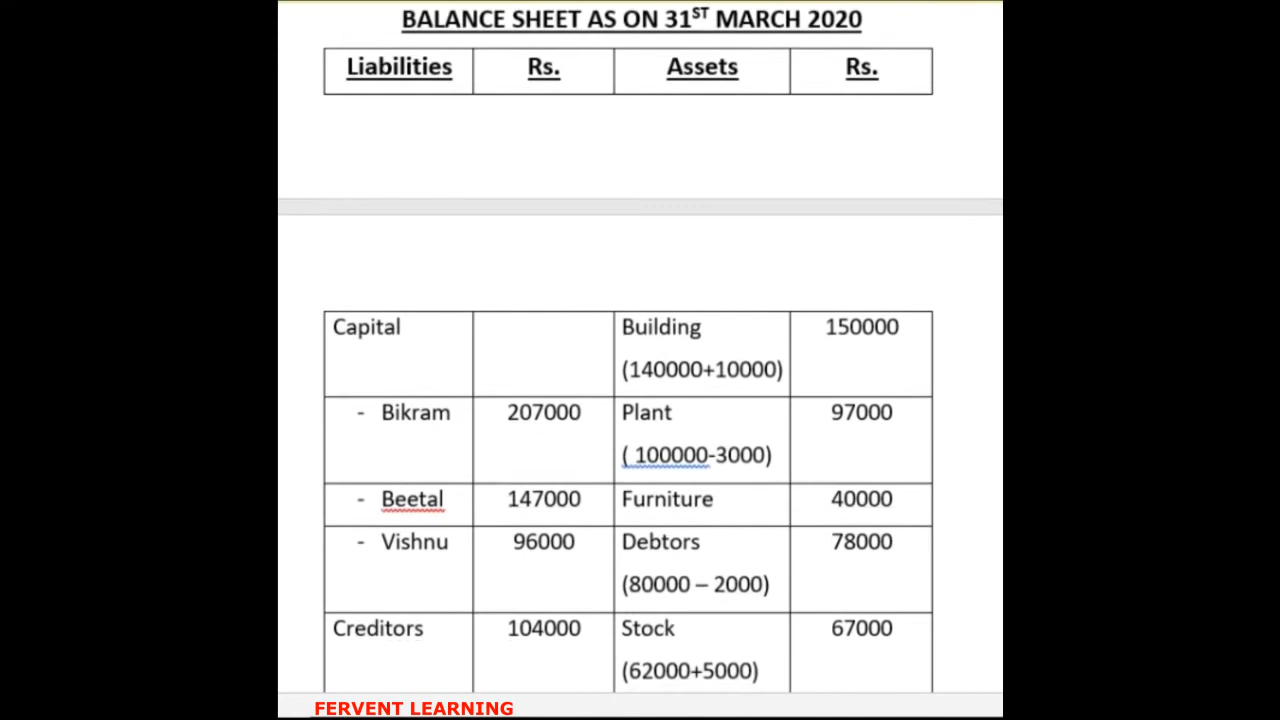 BALANCE SHEET AS ON 31ST MARCH 2020
Liabilities Rs. Assets Rs.
Capital Building 150000
(140000+10000)
- Bikram 207000 Plant 97000
( 100000-3000)
- Beetal 147000 Furniture 40000
- Vishnu 96000 Debtors 78000
(80000 – 2000)
Creditors 104000 Stock 67000
(62000+5000)
FERVENT LEARNING